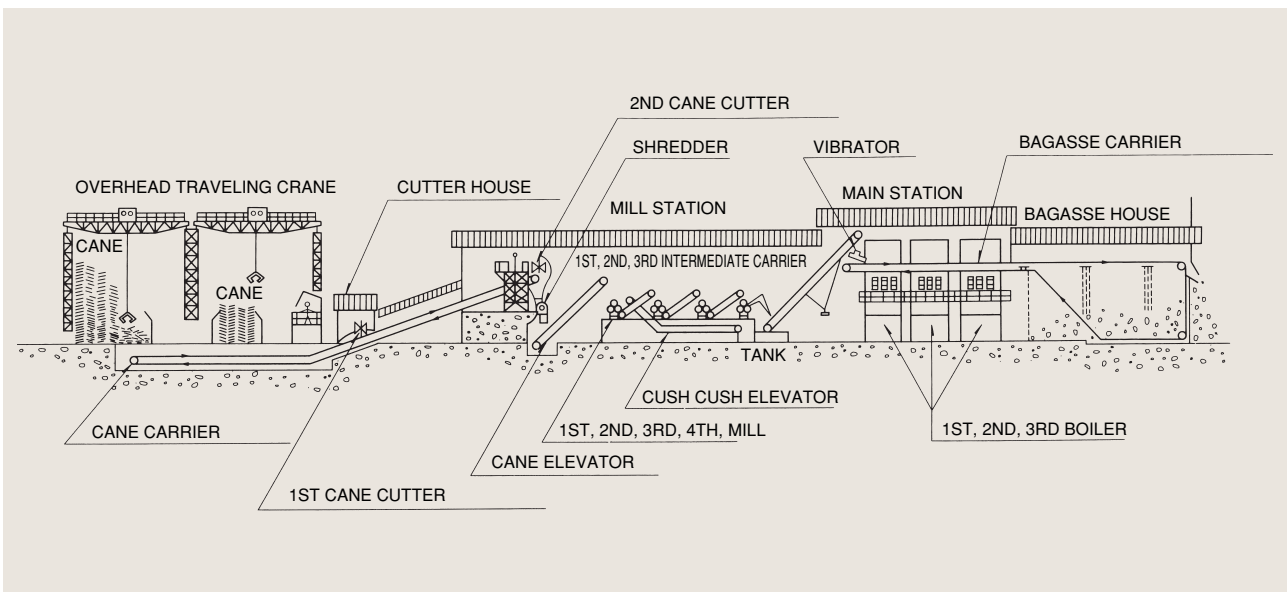 2ND CANE CUTTER
SHREDDER
VIBRATOR
BAGASSE CARRIER
OVERHEAD TRAVELING CRANE
CUTTER HOUSE
MILL STATION
MAIN STATION
BAGASSE HOUSE
CANE
1ST, 2ND, 3RD INTERMEDIATE CARRIER
CANE
TANK
CUSH CUSH ELEVATOR
CANE CARRIER
1ST, 2ND, 3RD, 4TH, MILL
1ST, 2ND, 3RD BOILER
CANE ELEVATOR
1ST CANE CUTTER